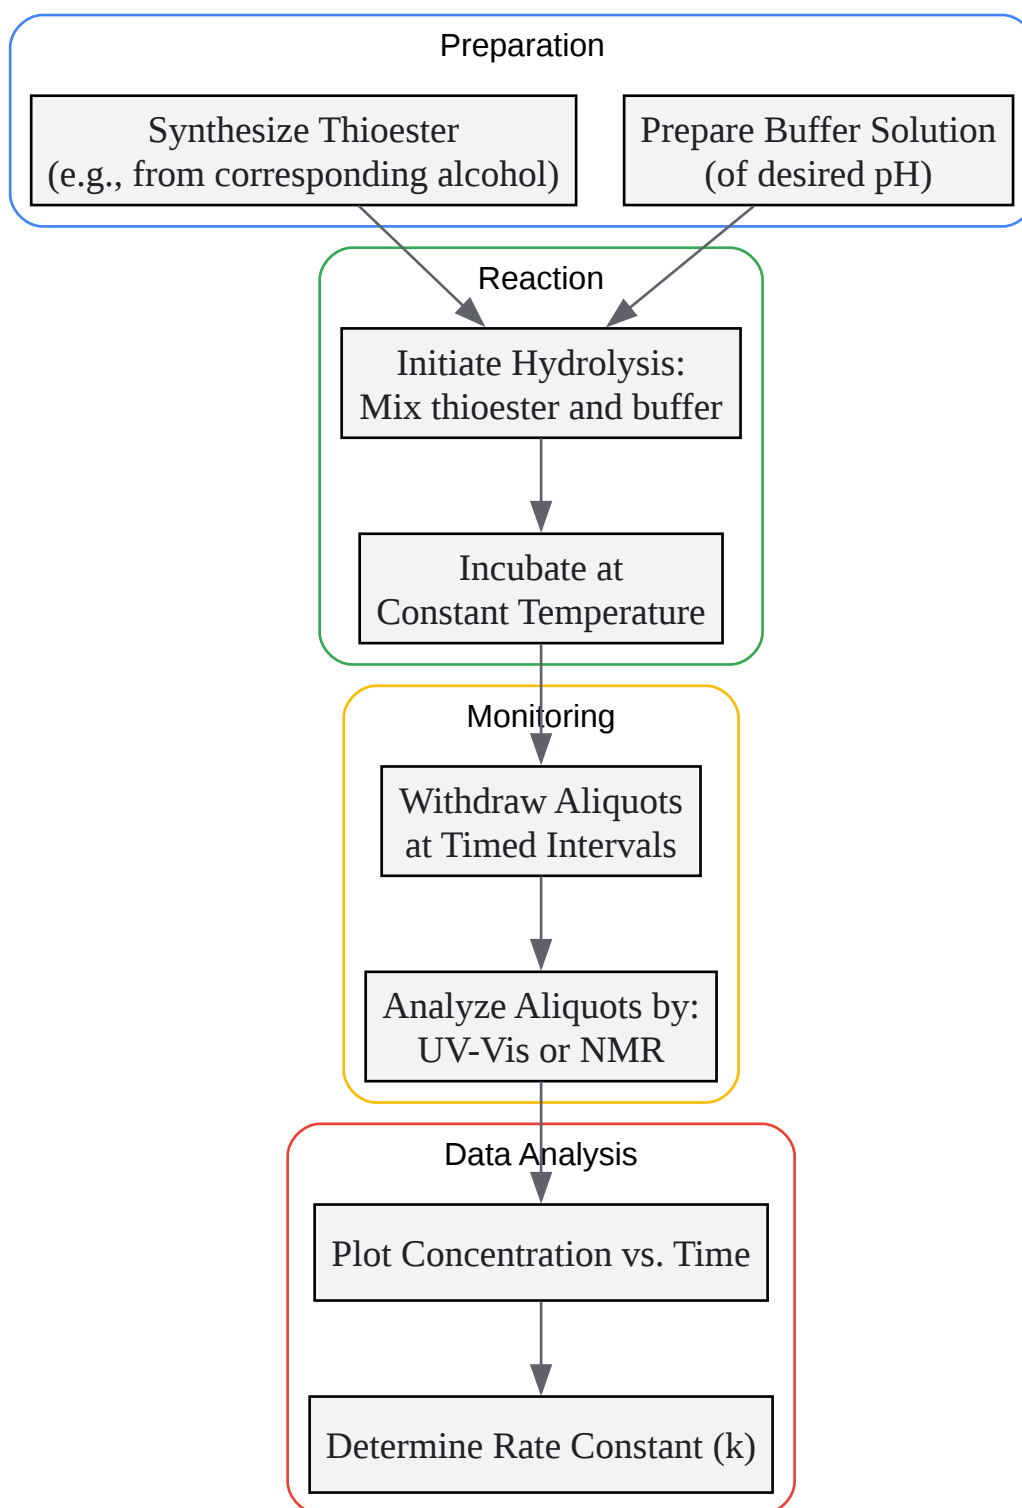 Preparation
Synthesize Thioester
(e.g., from corresponding alcohol)
Prepare Buffer Solution
(of desired pH)
Reaction
Initiate Hydrolysis:
Mix thioester and buffer
Incubate at
Constant Temperature
Monitoring
Withdraw Aliquots
at Timed Intervals
Analyze Aliquots by:
UV-Vis or NMR
Data Analysis
Plot Concentration vs. Time
Determine Rate Constant (k)